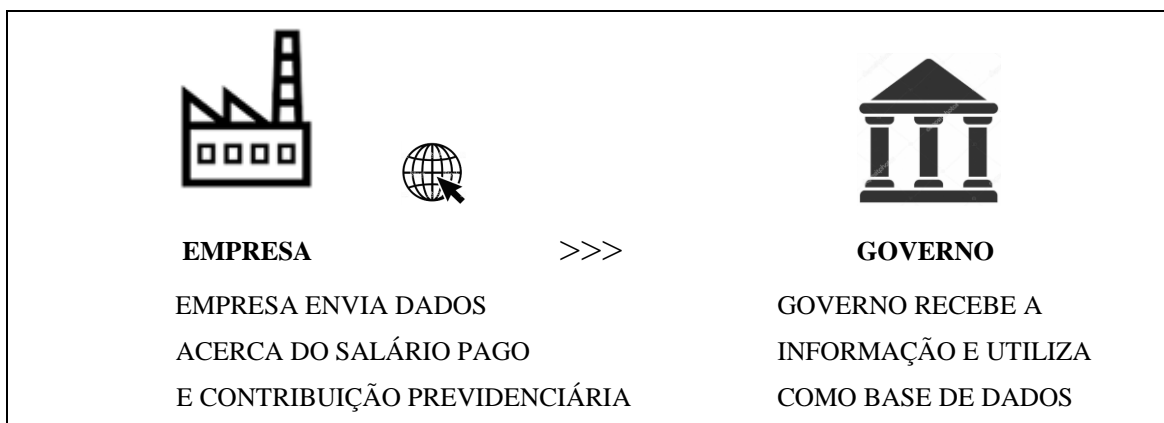 EMPRESA >>> GOVERNO
EMPRESA ENVIA DADOS
ACERCA DO SALÁRIO PAGO
E CONTRIBUIÇÃO PREVIDENCIÁRIA
GOVERNO RECEBE A
INFORMAÇÃO E UTILIZA
COMO BASE DE DADOS